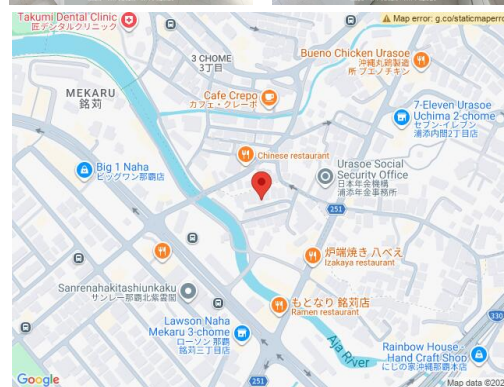 Takumi Dental Clinic
匠デンタルクリニック
Map error: g.co/staticmaperro
3 CHOME
3丁目
Bueno Chicken Urasoe
沖縄丸鶏製造
所 ブエノチキン
MEKARU
銘苅
Cafe Crepo
カフェ・クレーポ
7-Eleven Urasoe
Uchima 2-chome
セブン-イレブン
浦添内間2丁目店
Chinese restaurant
Big 1 Naha
ビッグワン那覇店
Urasoe Social
Security Office
日本年金機構
浦添年金事務所
251
炉端焼き 八べえ
Izakaya restaurant
Sanrenahakitashiunkaku
サンレー那覇北紫雲閣
もとなり 銘苅店
Ramen restaurant
Lawson Naha
Mekaru 3-chome
ローソン 那覇
銘苅三丁目店
Aja River
330
Rainbow House -
Hand Craft Shop
にじの家沖縄那覇本店
251
Google
Map data ©202